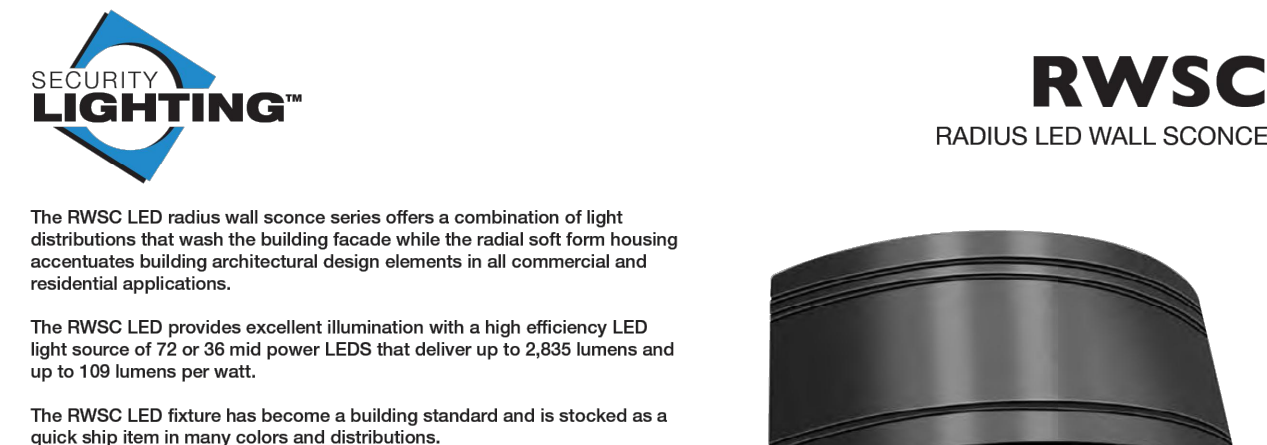 SECURITY
LIGHTING™
RWSC
RADIUS LED WALL SCONCE
The RWSC LED radius wall sconce series offers a combination of light
distributions that wash the building facade while the radial soft form housing
accentuates building architectural design elements in all commercial and
residential applications.
The RWSC LED provides excellent illumination with a high efficiency LED
light source of 72 or 36 mid power LEDS that deliver up to 2,835 lumens and
up to 109 lumens per watt.
The RWSC LED fixture has become a building standard and is stocked as a
quick ship item in many colors and distributions.